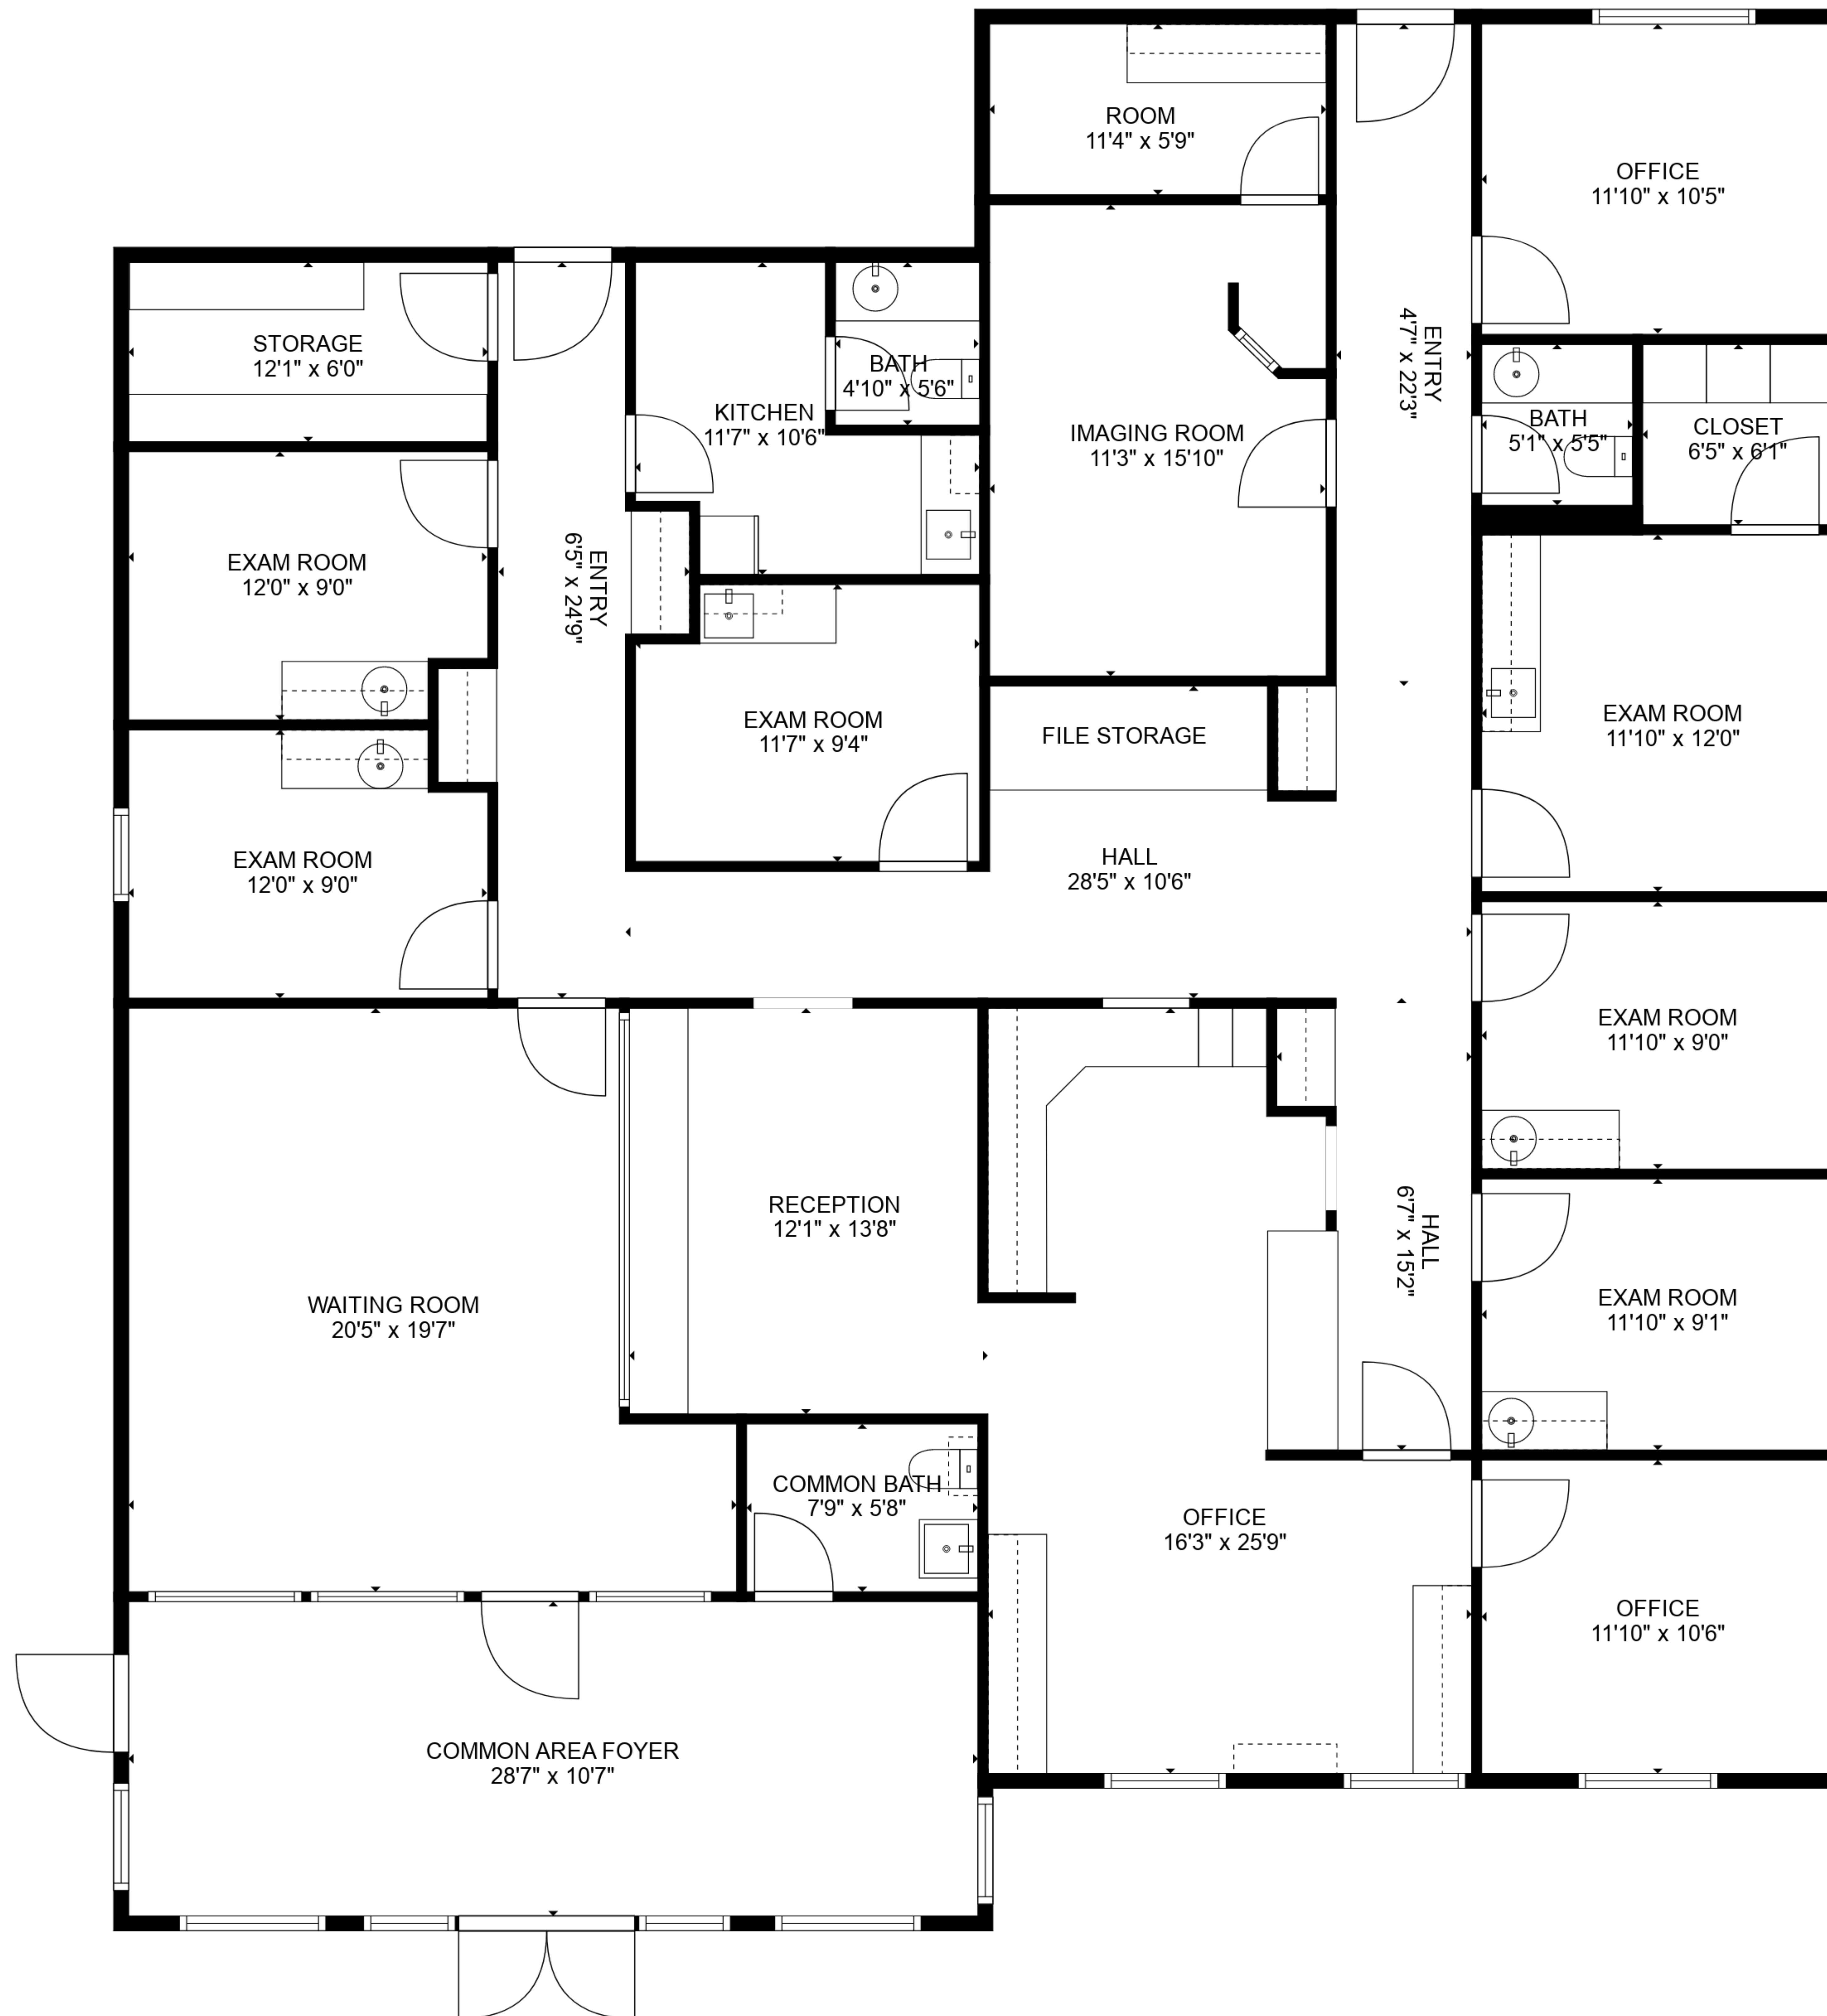 ROOM
11'4" x 5'9"
OFFICE
11'10" x 10'5"
STORAGE
12'1" x 6'0"
BATH
4'10" x 5'6"
KITCHEN
11'7" x 10'6"
IMAGING ROOM
11'3" x 15'10"
ENTRY
4'7" x 22'3"
BATH
5'1" x 5'5"
CLOSET
6'5" x 6'1"
EXAM ROOM
12'0" x 9'0"
ENTRY
6'5" x 24'9"
EXAM ROOM
11'7" x 9'4"
FILE STORAGE
EXAM ROOM
11'10" x 12'0"
EXAM ROOM
12'0" x 9'0"
HALL
28'5" x 10'6"
EXAM ROOM
11'10" x 9'0"
RECEPTION
12'1" x 13'8"
HALL
6'7" x 15'2"
WAITING ROOM
20'5" x 19'7"
EXAM ROOM
11'10" x 9'1"
COMMON BATH
7'9" x 5'8"
OFFICE
16'3" x 25'9"
OFFICE
11'10" x 10'6"
COMMON AREA FOYER
28'7" x 10'7"